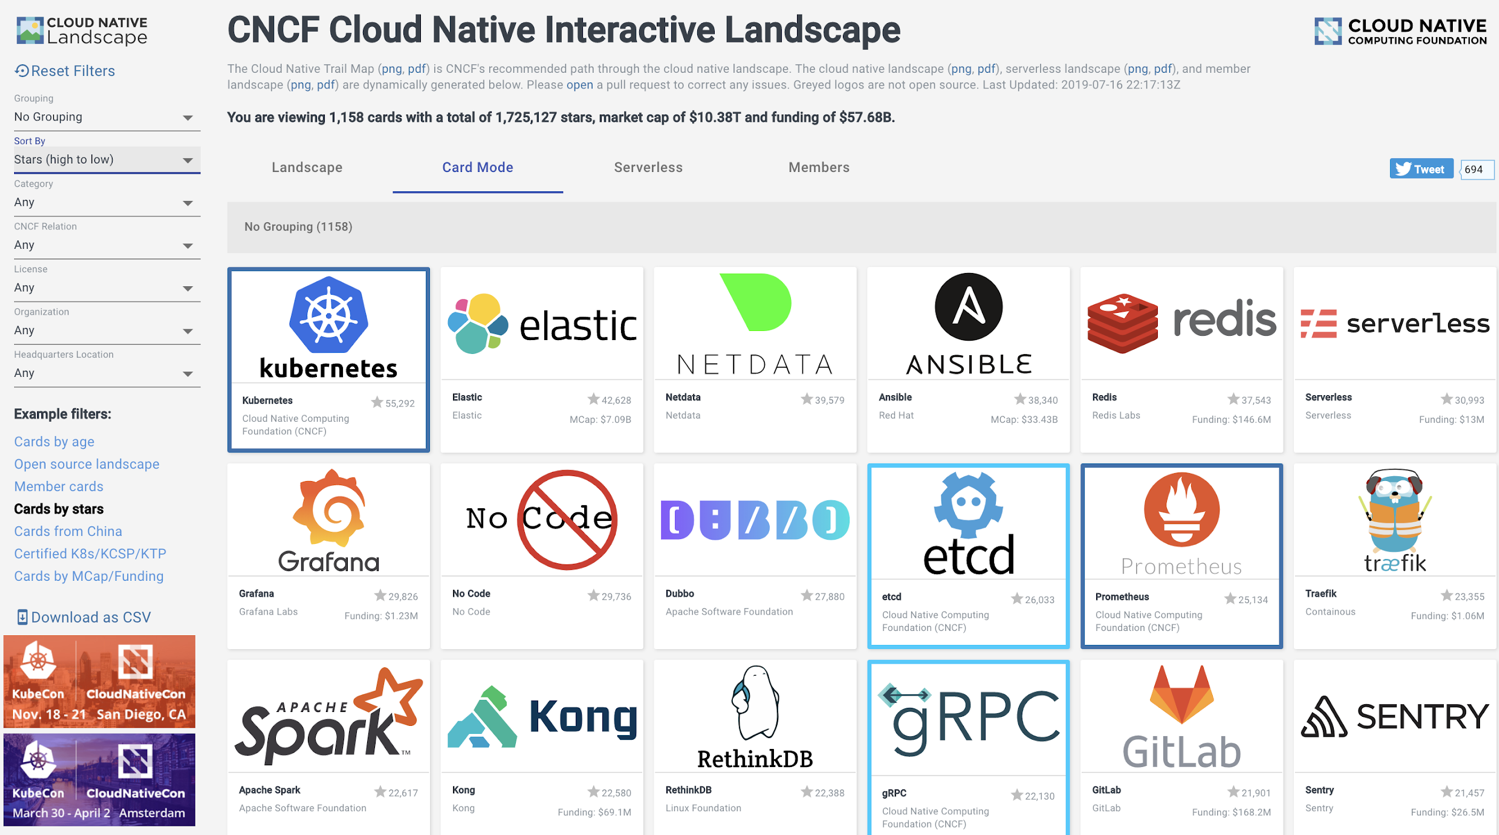 CLOUD NATIVE
Landscape
Reset Filters
Grouping
No Grouping
Sort By
Stars (high to low)
Category
Any
CNCF Relation
Any
License
Any
Organization
Any
Headquarters Location
Any
Example filters:
Cards by age
Open source landscape
Member cards
Cards by stars
Cards from China
Certified K8s/KCSP/KTP
Cards by MCap/Funding
Download as CSV
KubeCon CloudNativeCon
Nov. 18 - 21 San Diego, CA
KubeCon CloudNativeCon
March 30 - April 2 Amsterdam
CNCF Cloud Native Interactive Landscape
CLOUD NATIVE
COMPUTING FOUNDATION
The Cloud Native Trail Map (png, pdf) is CNCF's recommended path through the cloud native landscape. The cloud native landscape (png, pdf), serverless landscape (png, pdf), and member
landscape (png, pdf) are dynamically generated below. Please open a pull request to correct any issues. Greyed logos are not open source. Last Updated: 2019-07-16 22:17:13Z
You are viewing 1,158 cards with a total of 1,725,127 stars, market cap of $10.38T and funding of $57.68B.
Landscape Card Mode Serverless Members
Tweet 694
No Grouping (1158)
kubernetes
Kubernetes 55,292
Cloud Native Computing
Foundation (CNCF)
elastic
Elastic 42,628
Elastic MCap: $7.09B
NETDATA
Netdata 39,579
Netdata
ANSIBLE
Ansible 38,340
Red Hat MCap: $33.43B
redis
Redis 37,543
Redis Labs Funding: $146.6M
serverless
Serverless 30,993
Serverless Funding: $13M
Grafana
Grafana 29,826
Grafana Labs Funding: $1.23M
No Code
No Code 29,736
No Code
DUBBO
Dubbo 27,880
Apache Software Foundation
etcd
etcd 26,033
Cloud Native Computing
Foundation (CNCF)
Prometheus
Prometheus 25,134
Cloud Native Computing
Foundation (CNCF)
træfik
Traefik 23,355
Containous Funding: $1.06M
APACHE
Spark™
Apache Spark 22,617
Apache Software Foundation
Kong
Kong 22,580
Kong Funding: $69.1M
RethinkDB
RethinkDB 22,388
Linux Foundation
gRPC
gRPC 22,130
Cloud Native Computing
Foundation (CNCF)
GitLab
GitLab 21,901
GitLab Funding: $168.2M
SENTRY
Sentry 21,457
Sentry Funding: $26.5M